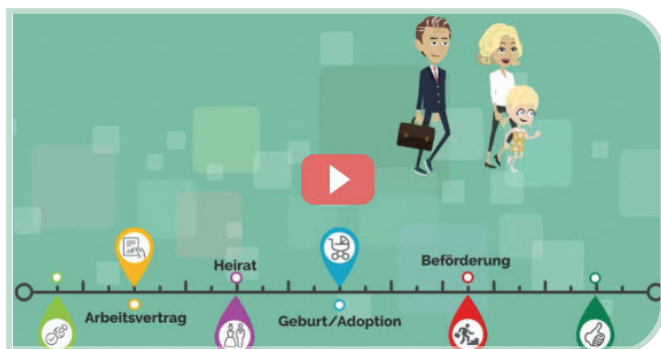 Heirat
Beförderung
Arbeitsvertrag
Geburt/Adoption